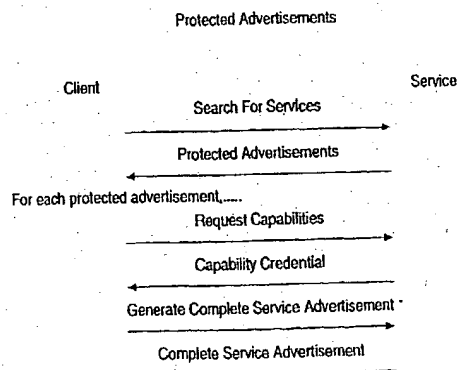 Protected Advertisements
Client
Service
Search For Services
Protected Advertisements
For each protected advertisement,.....
Request Capabilities
Capability Credential
Generate Complete Service Advertisement
Complete Service Advertisement